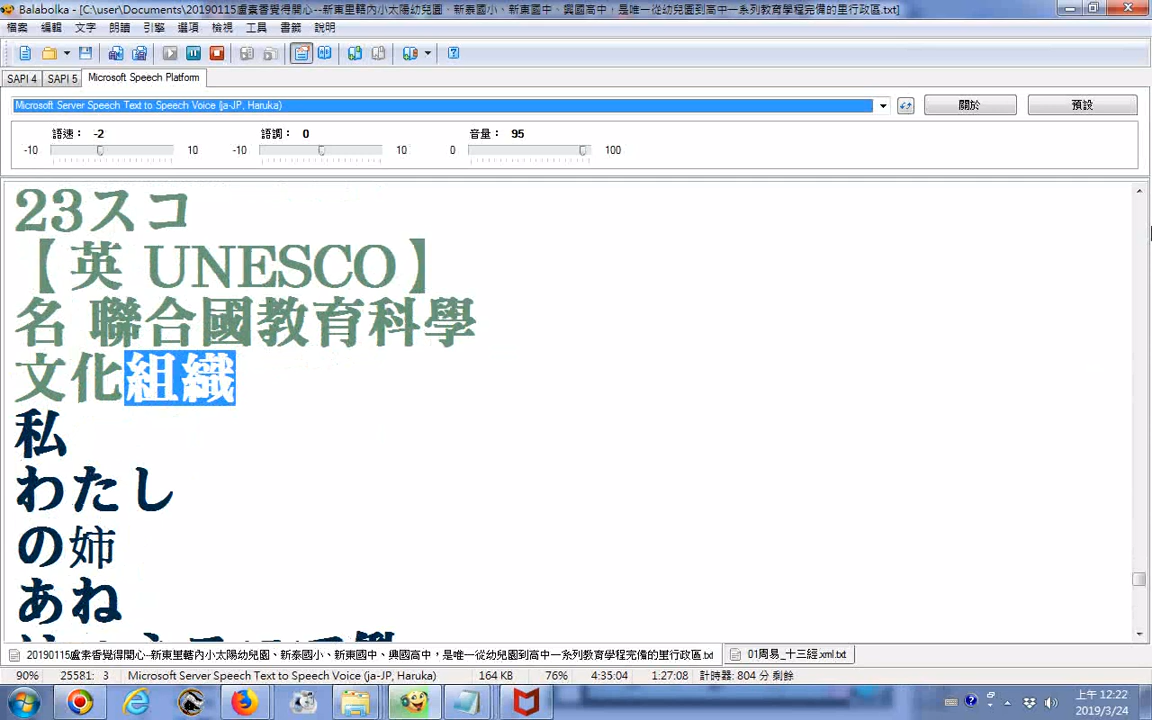 Balabolka - [C:\user\Documents\20190115盧素香覺得開心--新東里轄內小太陽幼兒園、新泰國小、新東國中、興國高中，是唯一從幼兒園到高中一系列教育學程完備的里行政區.txt]
檔案 編輯 文字 朗讀 引擎 選項 檢視 工具 書籤 說明
SAPI 4 SAPI 5 Microsoft Speech Platform
Microsoft Server Speech Text to Speech Voice (ja-JP, Haruka) 關於 預設
語速： -2 語調： 0 音量： 95
-10 10 -10 10 0 100
23スコ
【英 UNESCO】
名 聯合國教育科學
文化組織
私
わたし
の姉
あね
20190115盧素香覺得開心--新東里轄內小太陽幼兒園、新泰國小、新東國中、興國高中，是唯一從幼兒園到高中一系列教育學程完備的里行政區.txt 01周易_十三經.xml.txt
90% 25581: 3 Microsoft Server Speech Text to Speech Voice (ja-JP, Haruka) 164 KB 76% 4:35:04 1:27:08 計時器: 804 分 剩餘
上午 12:22
2019/3/24